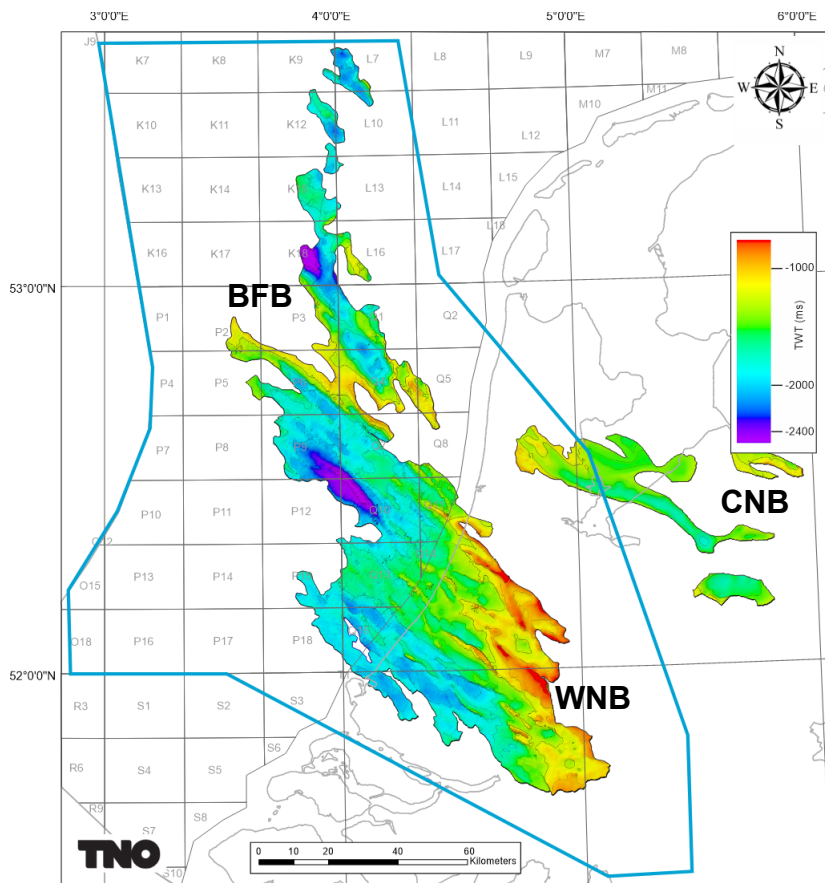 3°0'0"E 4°0'0"E 5°0'0"E 6°0'0"E
J9 K7 K8 K9 L7 L8 L9 M7 M8
N
W E
S
M11
M10
K10 K11 K12 L10 L11
L12
K13 K14 L13 L14 L15
L18
K16 K17 K18 L16 L17
53°0'0"N
BFB
P1 P2 P3 Q2
-1000
TWT (ms)
-2000
-2400
P4 P5 Q5
P7 P8 Q8
CNB
P10 P11 P12
O15 P13 P14
O18 P16 P17 P18
52°0'0"N
WNB
R3 S1 S2 S3
R6 S4 S5 S6
R9 S7 S8
S10
TNO
0 10 20 40 60
Kilometers